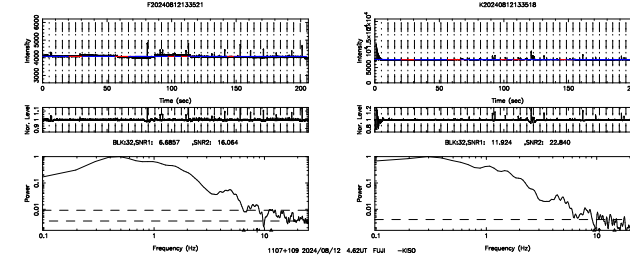 F20240812133521
K20240812133518
Intensity
3000 4000 5000 6000
0 50 100 150 200
Time (sec)
Intensity
0 5000
0 50 100 150 200
Time (sec)
Nor. Level
0.9 1 1.1
Nor. Level
0.8 1 1.2
BLK:32,SNR1: 6.6857 ,SNR2: 16.064
BLK:32,SNR1: 11.924 ,SNR2: 22.840
Power
1
0.1
0.01
0.1 1 10
Frequency (Hz)
Power
1
0.1
0.01
0.1 1 10
Frequency (Hz)
1107+109 2024/08/12 4.62UT FUJI -KISO